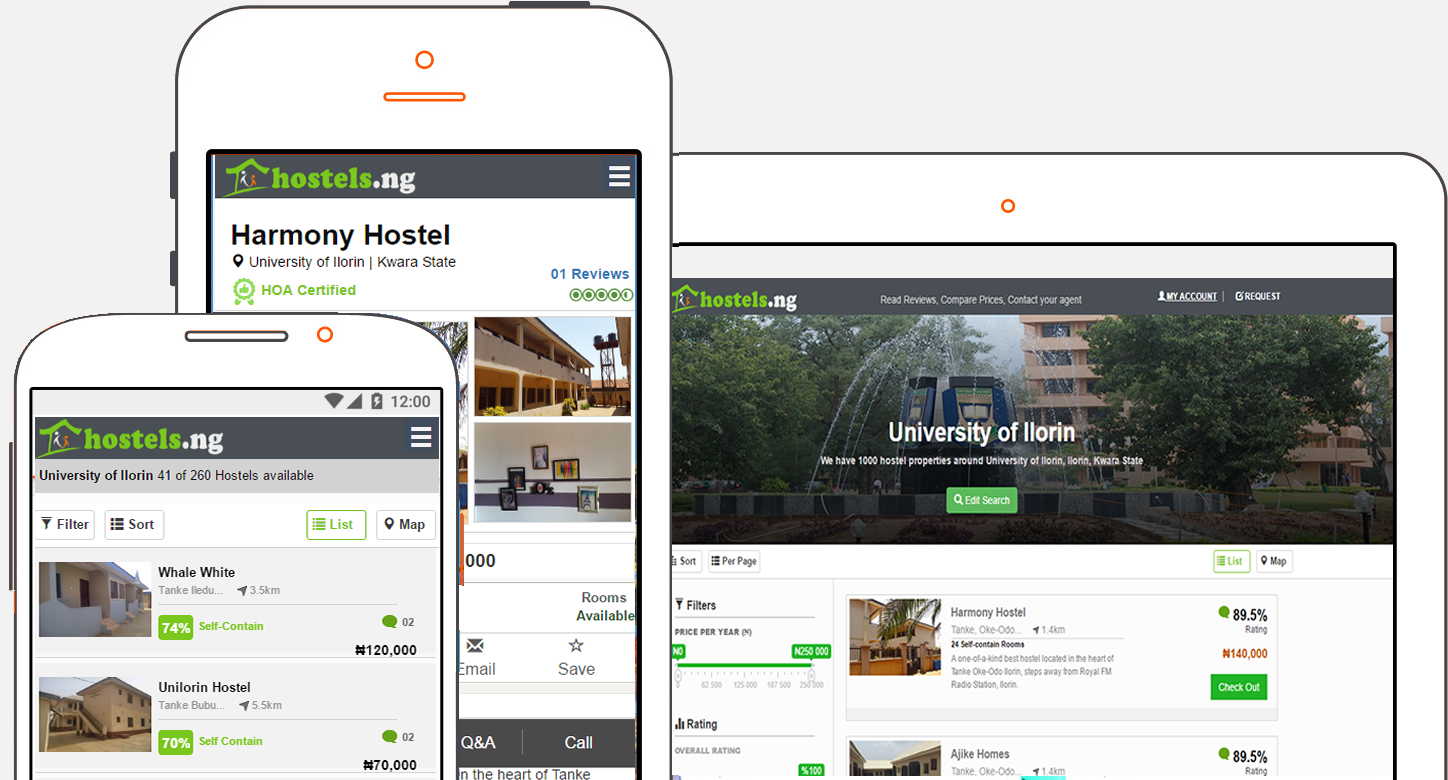 hostels.ng
Harmony Hostel
University of Ilorin | Kwara State
01 Reviews
HOA Certified
,000
Rooms
Available
Email
Save
Q&A
Call
in the heart of Tanke
12:00
hostels.ng
University of Ilorin 41 of 260 Hostels available
Filter
Sort
List
Map
Whale White
Tanke Iledu...
3.5km
74%
Self-Contain
02
₦120,000
Unilorin Hostel
Tanke Bubu...
5.5km
70%
Self Contain
02
₦70,000
hostels.ng
Read Reviews, Compare Prices, Contact your agent
MY ACCOUNT |
REQUEST
University of Ilorin
We have 1000 hostel properties around University of Ilorin, Ilorin, Kwara State
Edit Search
Sort
Per Page
List
Map
Filters
PRICE PER YEAR (₦)
₦0
₦250 000
0
62 500
125 000
187 500
250 000
Rating
OVERALL RATING
%100
Harmony Hostel
Tanke, Oke-Odo...
1.4km
24 Self-contain Rooms
A one-of-a-kind best hostel located in the heart of
Tanke Oke-Odo Ilorin, steps away from Royal FM
Radio Station, Ilorin.
89.5%
Rating
₦140,000
Check Out
Ajike Homes
Tanke, Oke-Odo...
1.4km
89.5%
Rating